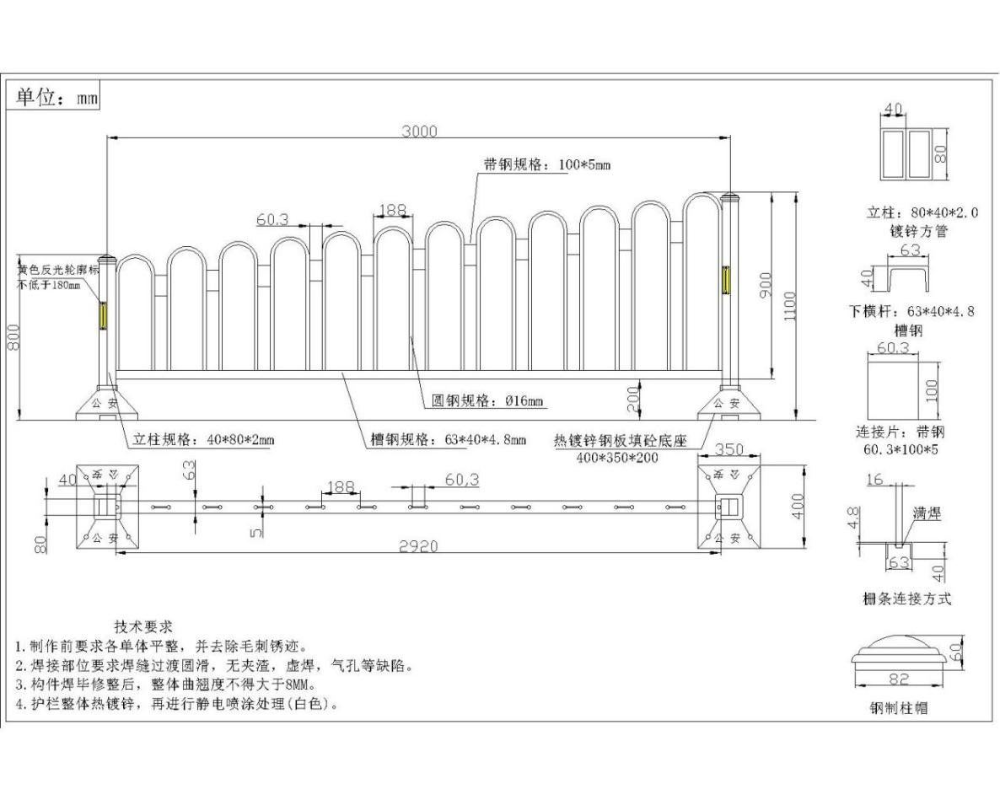 单位：mm
3000
带钢规格：100*5mm
60.3
188
黄色反光轮廓标
不低于180mm
800
900
1100
200
公 安
公 安
圆钢规格：Ø16mm
立柱规格：40*80*2mm
槽钢规格：63*40*4.8mm
热镀锌钢板填砼底座
400*350*200
350
公 安
公 安
40
63
188
60,3
80
5
400
公 安
公 安
2920
40
80
立柱：80*40*2.0
镀锌方管
63
40
下横杆：63*40*4.8
槽钢
60.3
100
连接片：带钢
60.3*100*5
16
4.8
满焊
63
40
栅条连接方式
60
82
钢制柱帽
技术要求
1.制作前要求各单体平整，并去除毛刺锈迹。
2.焊接部位要求焊缝过渡圆滑，无夹渣，虚焊，气孔等缺陷。
3.构件焊毕修整后，整体曲翘度不得大于8MM。
4.护栏整体热镀锌，再进行静电喷涂处理(白色)。